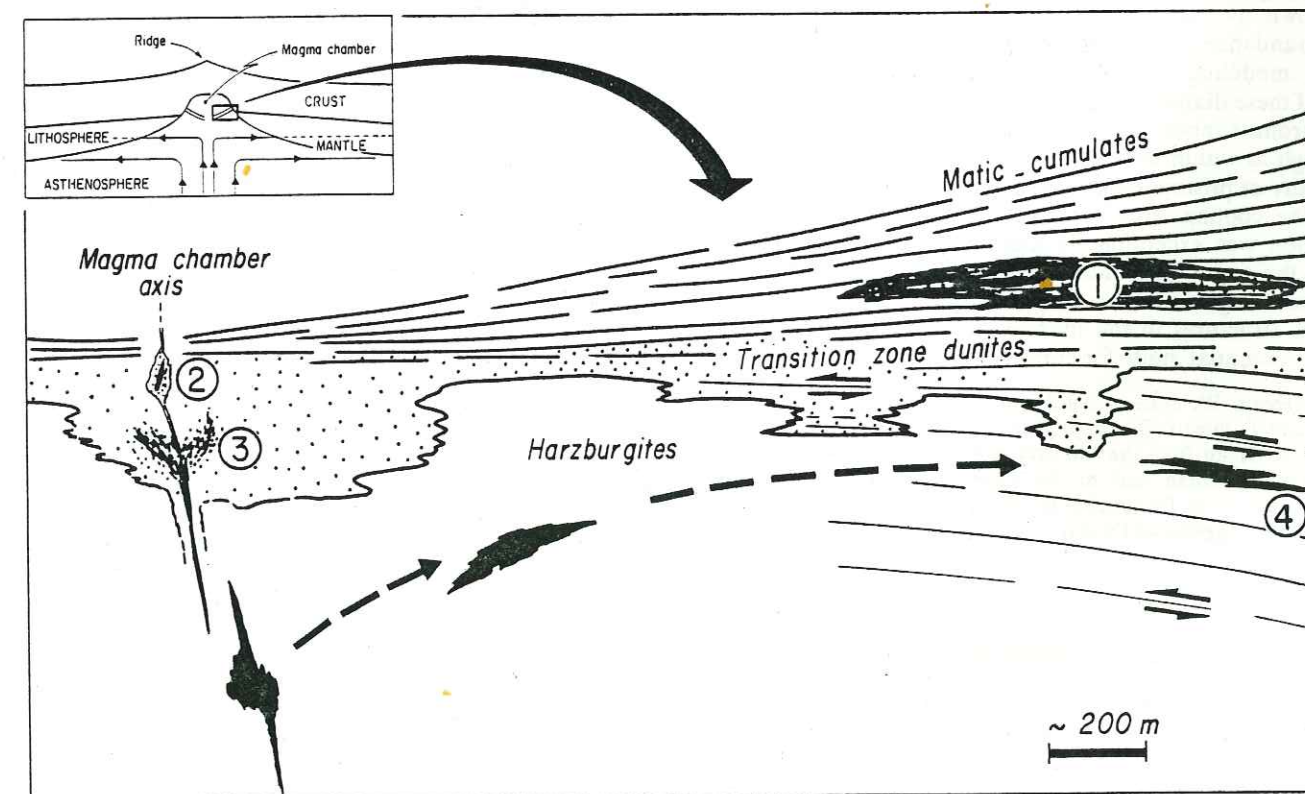 Ridge
Magma chamber
CRUST
LITHOSPHERE
MANTLE
ASTHENOSPHERE
Matic - cumulates
Magma chamber
axis
1
2
Transition zone dunites
3
Harzburgites
4
~ 200 m